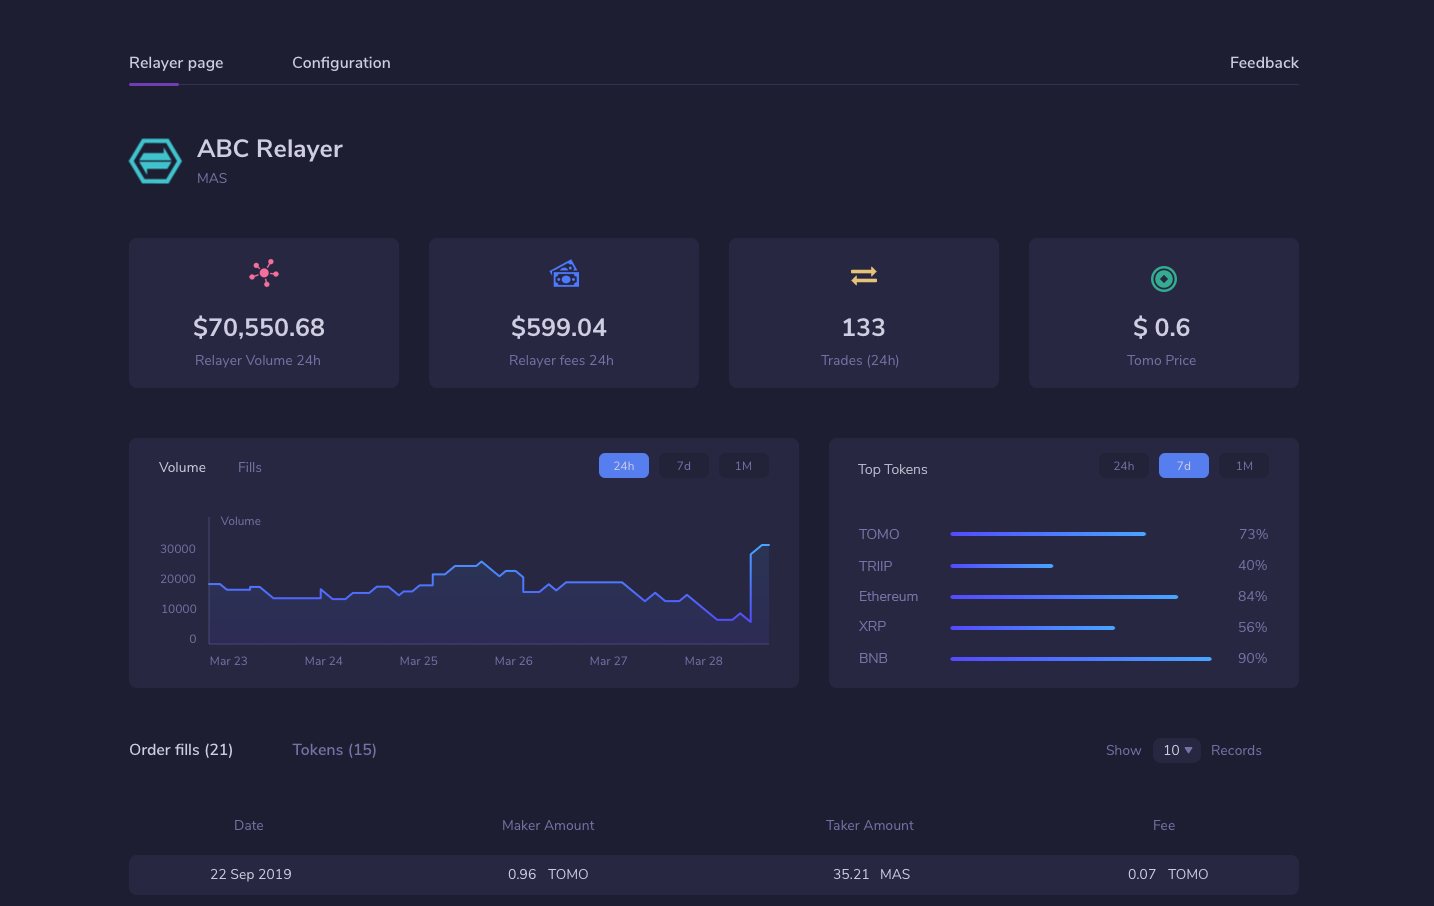 Relayer page Configuration Feedback
ABC Relayer
MAS
$70,550.68 $599.04 133 $ 0.6
Relayer Volume 24h Relayer fees 24h Trades (24h) Tomo Price
Volume Fills 24h 7d 1M
Volume
30000
20000
10000
0
Mar 23 Mar 24 Mar 25 Mar 26 Mar 27 Mar 28
Top Tokens 24h 7d 1M
TOMO 73%
TRIIP 40%
Ethereum 84%
XRP 56%
BNB 90%
Order fills (21) Tokens (15) Show 10 Records
Date Maker Amount Taker Amount Fee
22 Sep 2019 0.96 TOMO 35.21 MAS 0.07 TOMO